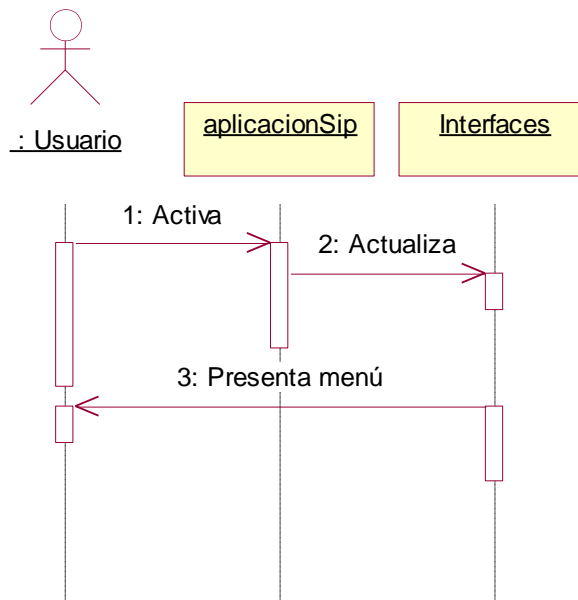 : Usuario
aplicacionSip
Interfaces
1: Activa
2: Actualiza
3: Presenta menú